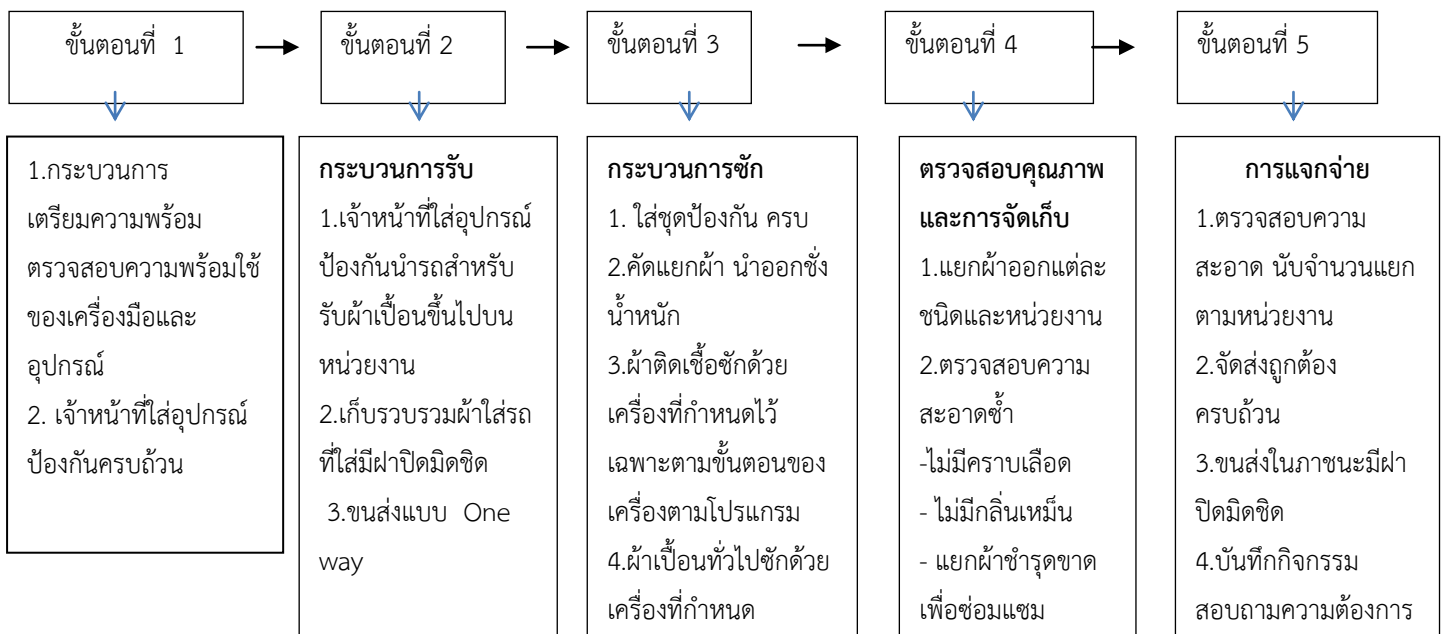 ขั้นตอนที่  1
ขั้นตอนที่ 2
ขั้นตอนที่ 3
ขั้นตอนที่ 4
ขั้นตอนที่ 5
1.กระบวนการ
เตรียมความพร้อม
ตรวจสอบความพร้อมใช้
ของเครื่องมือและ
อุปกรณ์
2. เจ้าหน้าที่ใส่อุปกรณ์
ป้องกันครบถ้วน
กระบวนการรับ
1.เจ้าหน้าที่ใส่อุปกรณ์
ป้องกันนำรถสำหรับ
รับผ้าเปื้อนขึ้นไปบน
หน่วยงาน
2.เก็บรวบรวมผ้าใส่รถ
ที่ใส่มีฝาปิดมิดชิด
3.ขนส่งแบบ  One
way
กระบวนการซัก
1. ใส่ชุดป้องกัน ครบ
2.คัดแยกผ้า นำออกชั่ง
น้ำหนัก
3.ผ้าติดเชื้อซักด้วย
เครื่องที่กำหนดไว้
เฉพาะตามขั้นตอนของ
เครื่องตามโปรแกรม
4.ผ้าเปื้อนทั่วไปซักด้วย
เครื่องที่กำหนด
ตรวจสอบคุณภาพ
และการจัดเก็บ
1.แยกผ้าออกแต่ละ
ชนิดและหน่วยงาน
2.ตรวจสอบความ
สะอาดซ้ำ
-ไม่มีคราบเลือด
- ไม่มีกลิ่นเหม็น
- แยกผ้าชำรุดขาด
เพื่อซ่อมแซม
การแจกจ่าย
1.ตรวจสอบความ
สะอาด นับจำนวนแยก
ตามหน่วยงาน
2.จัดส่งถูกต้อง
ครบถ้วน
3.ขนส่งในภาชนะมีฝา
ปิดมิดชิด
4.บันทึกกิจกรรม
สอบถามความต้องการ